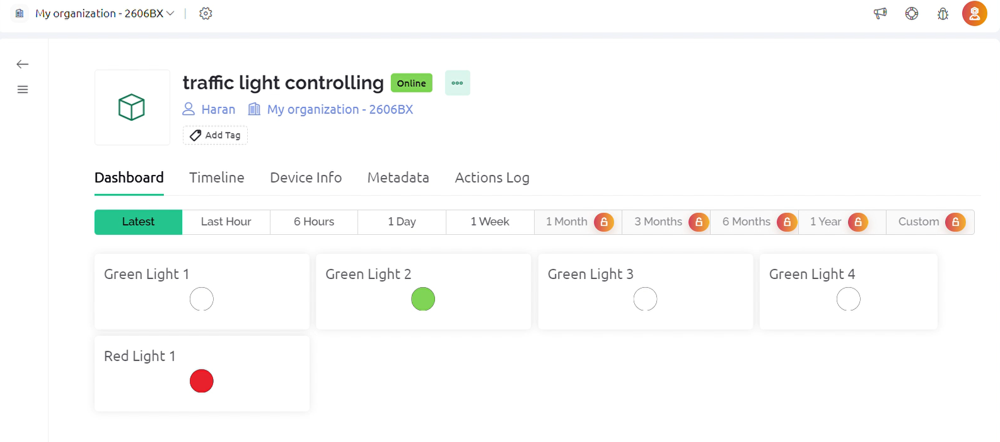 My organization - 2606BX
traffic light controlling Online
Haran My organization - 2606BX
Add Tag
Dashboard Timeline Device Info Metadata Actions Log
Latest Last Hour 6 Hours 1 Day 1 Week 1 Month 3 Months 6 Months 1 Year Custom
Green Light 1 Green Light 2 Green Light 3 Green Light 4
Red Light 1